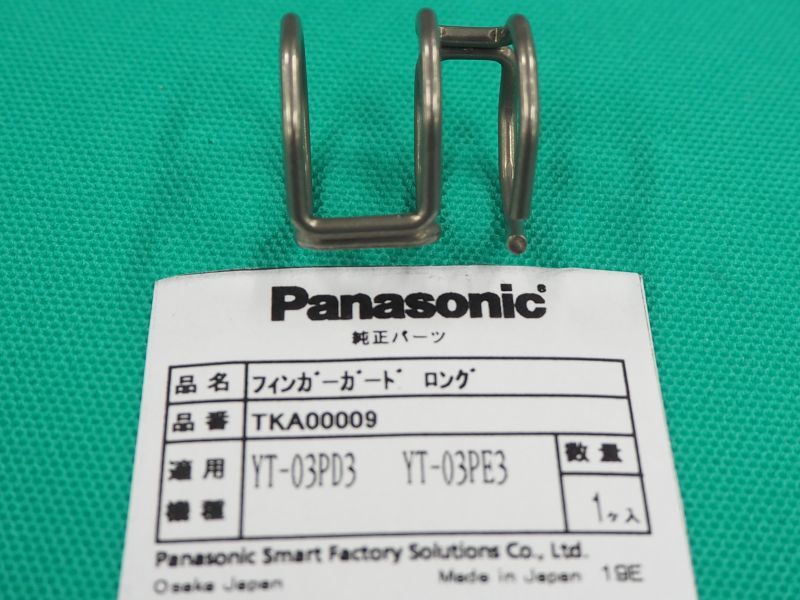 Panasonic
純正パーツ
品名 フィンガーガード ロング
品番 TKA00009
適用機種 YT-03PD3 YT-03PE3 数量
1ヶ入
Panasonic Smart Factory Solutions Co., Ltd.
Osaka Japan Made in Japan 19E